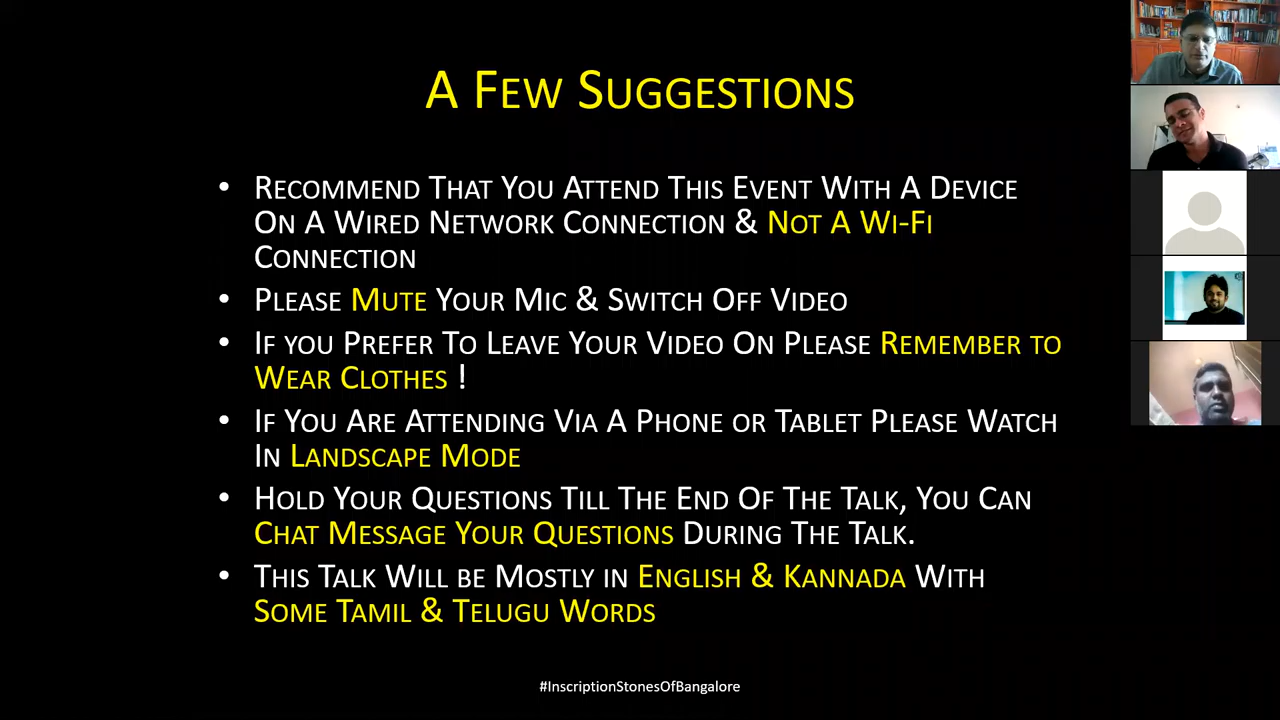 A Few Suggestions
• Recommend That You Attend This Event With A Device
On A Wired Network Connection & Not A Wi-Fi
Connection
• Please Mute Your Mic & Switch Off Video
• If you Prefer To Leave Your Video On Please Remember to
Wear Clothes !
• If You Are Attending Via A Phone or Tablet Please Watch
In Landscape Mode
• Hold Your Questions Till The End Of The Talk, You Can
Chat Message Your Questions During The Talk.
• This Talk Will be Mostly in English & Kannada With
Some Tamil & Telugu Words
#InscriptionStonesOfBangalore